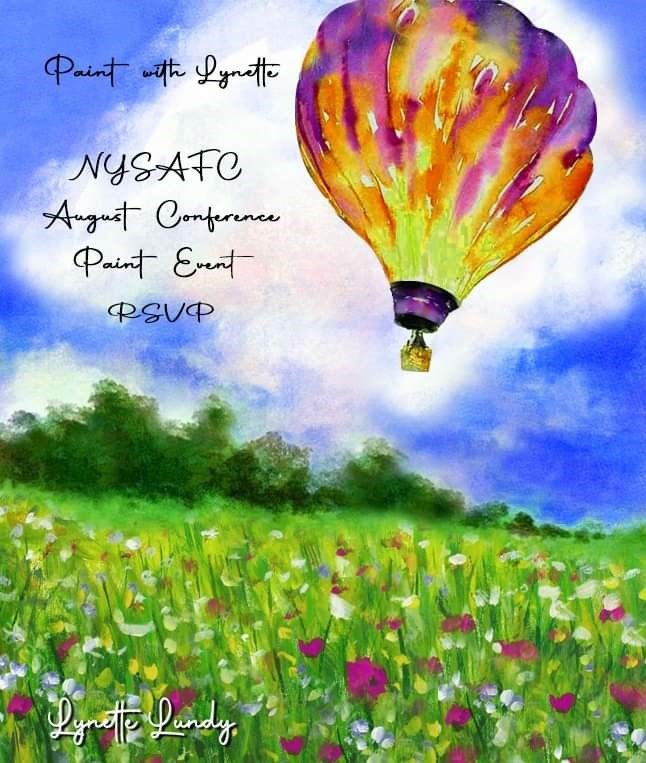 Paint with Lynette
NYSAFC
August Conference
Paint Event
RSVP
Lynette Lundy